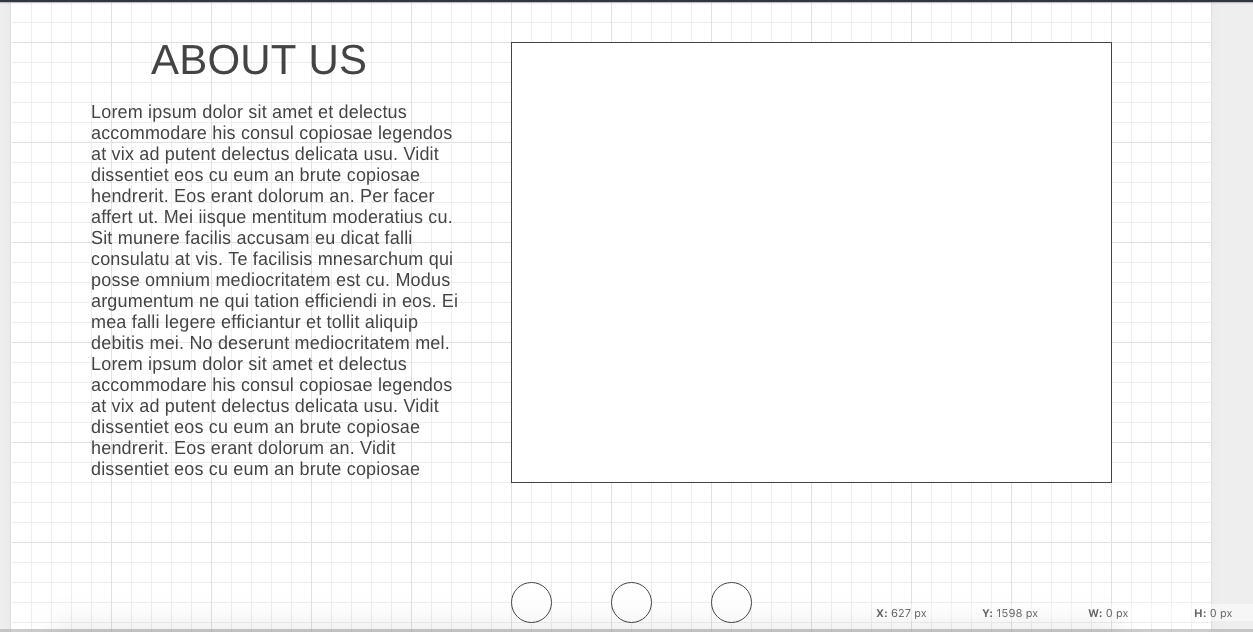 ABOUT US
Lorem ipsum dolor sit amet et delectus
accommodare his consul copiosae legendos
at vix ad putent delectus delicata usu. Vidit
dissentiet eos cu eum an brute copiosae
hendrerit. Eos erant dolorum an. Per facer
affert ut. Mei iisque mentitum moderatius cu.
Sit munere facilis accusam eu dicat falli
consulatu at vis. Te facilisis mnesarchum qui
posse omnium mediocritatem est cu. Modus
argumentum ne qui tation efficiendi in eos. Ei
mea falli legere efficiantur et tollit aliquip
debitis mei. No deserunt mediocritatem mel.
Lorem ipsum dolor sit amet et delectus
accommodare his consul copiosae legendos
at vix ad putent delectus delicata usu. Vidit
dissentiet eos cu eum an brute copiosae
hendrerit. Eos erant dolorum an. Vidit
dissentiet eos cu eum an brute copiosae
X: 627 px Y: 1598 px W: 0 px H: 0 px